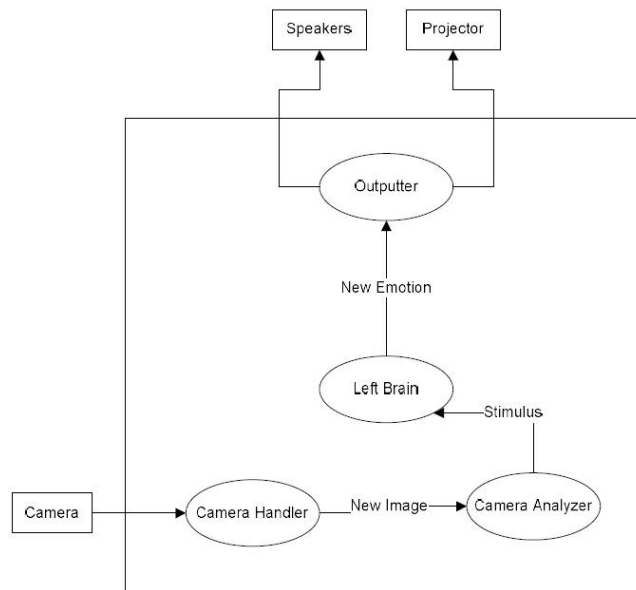 Speakers
Projector
Outputter
New Emotion
Left Brain
Stimulus
Camera
Camera Handler
New Image
Camera Analyzer